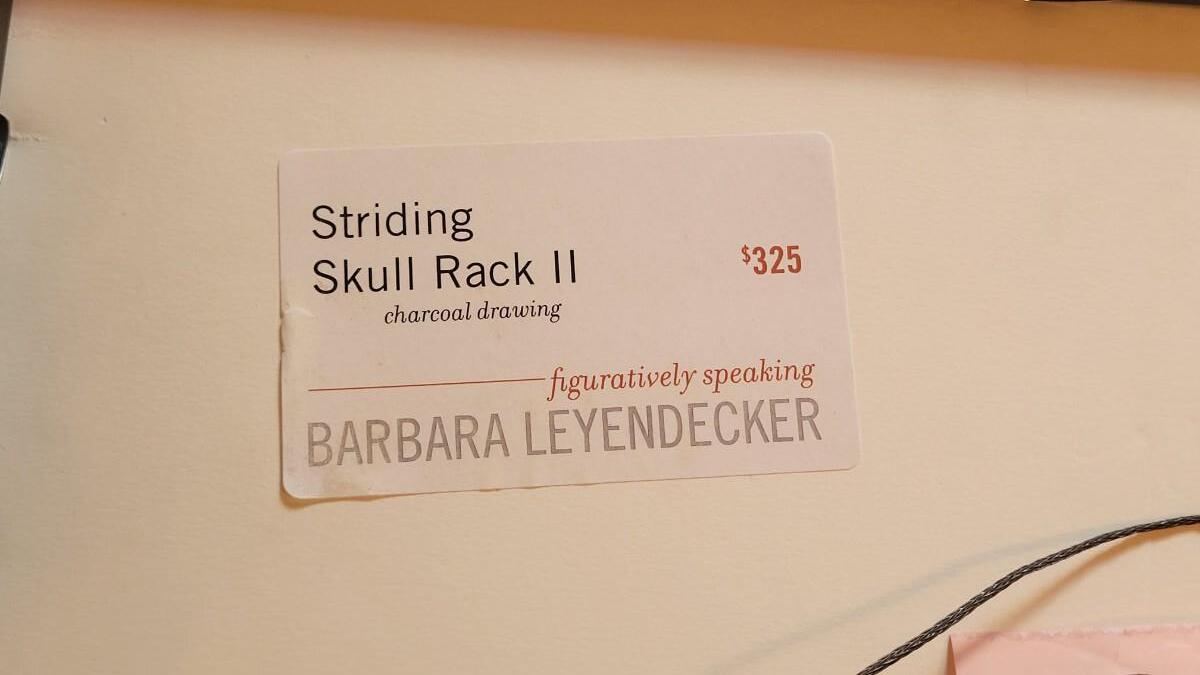 Striding
Skull Rack II
$325
charcoal drawing
figuratively speaking
BARBARA LEYENDECKER